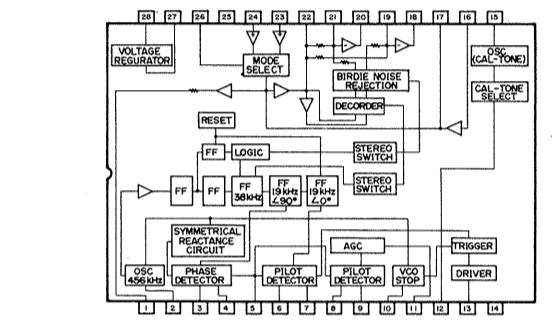 28 27 26 25 24 23 22 21 20 19 18 17 16 15
VOLTAGE
REGURATOR
MODE
SELECT
OSC
(CAL-TONE)
BIRDIE NOISE
REJECTION
CAL-TONE
SELECT
DECORDER
RESET
FF
LOGIC
STEREO
SWITCH
FF
FF
FF
38kHz
FF
19kHz
∠90°
FF
19kHz
∠0°
STEREO
SWITCH
SYMMETRICAL
REACTANCE
CIRCUIT
AGC
TRIGGER
OSC
456kHz
PHASE
DETECTOR
PILOT
DETECTOR
PILOT
DETECTOR
VCO
STOP
DRIVER
1 2 3 4 5 6 7 8 9 10 11 12 13 14